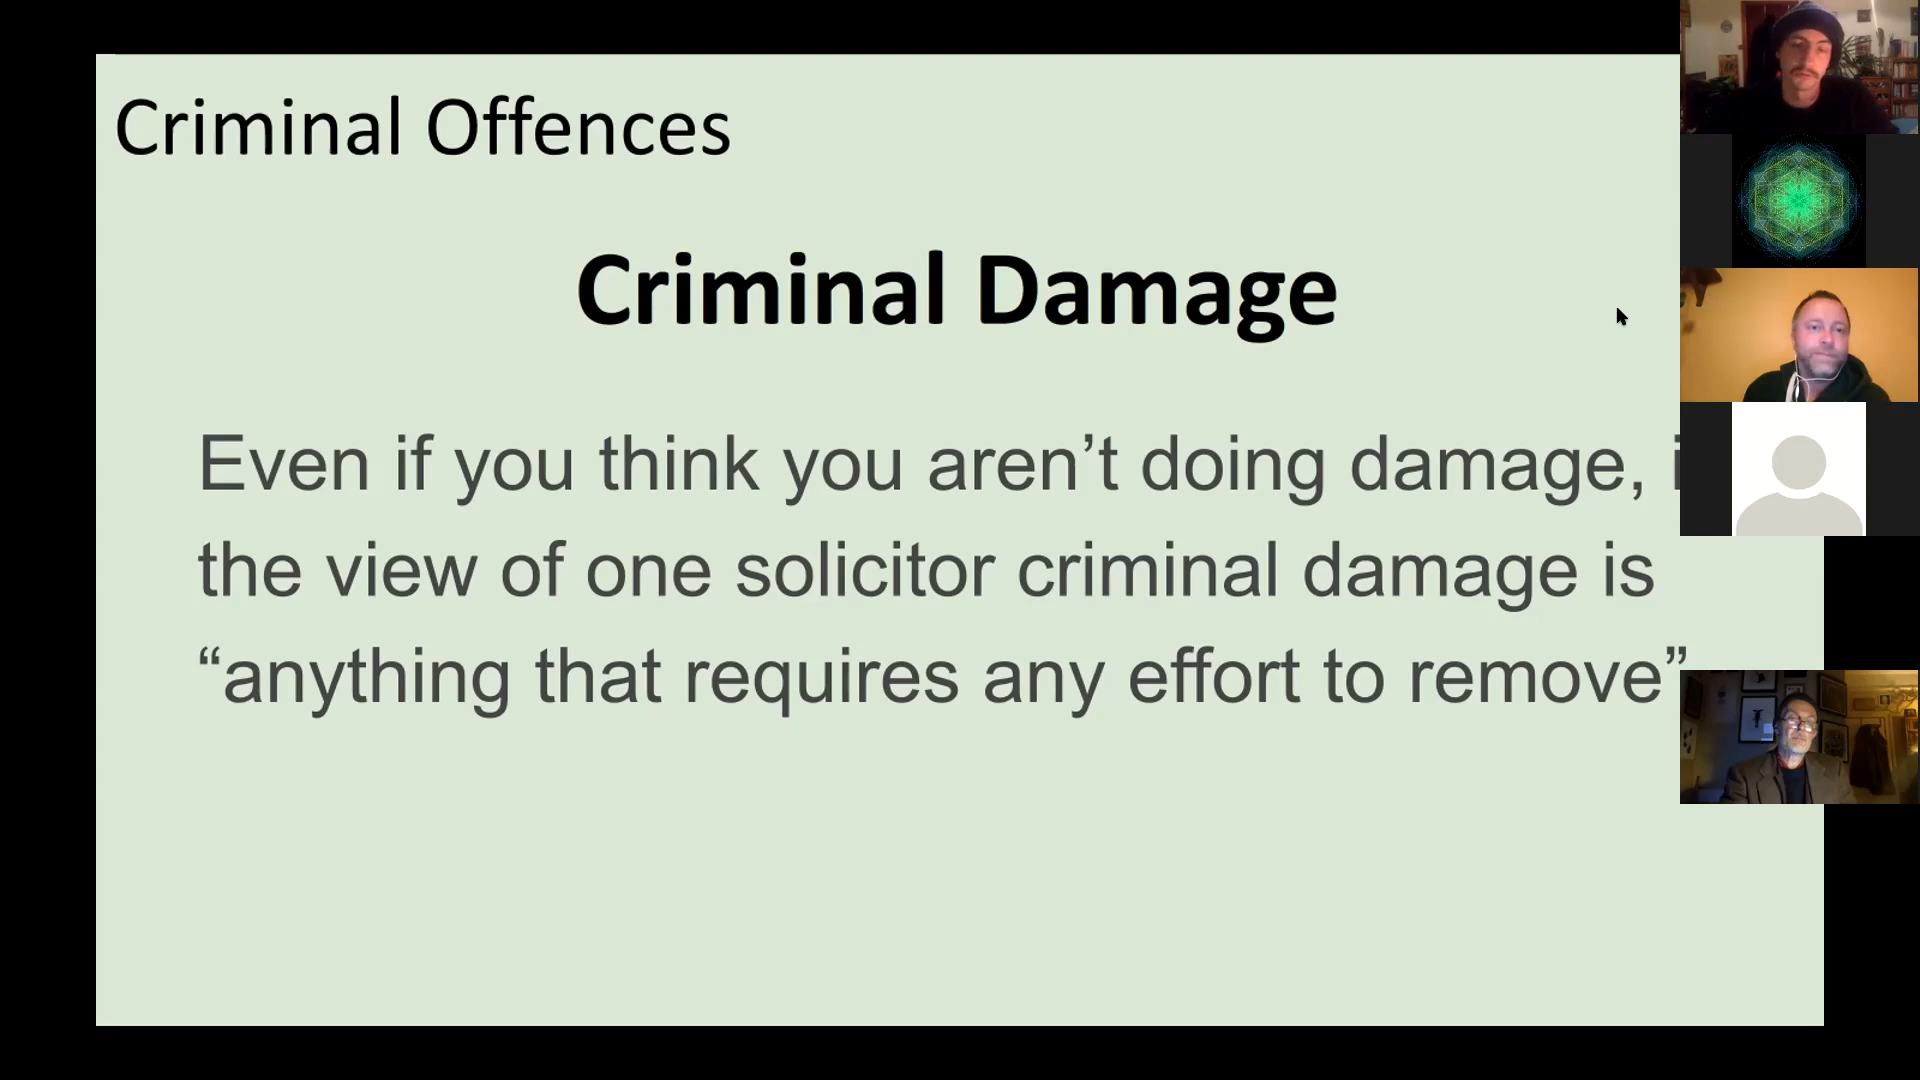 Criminal Offences
Criminal Damage
Even if you think you aren’t doing damage,
the view of one solicitor criminal damage is
“anything that requires any effort to remove”